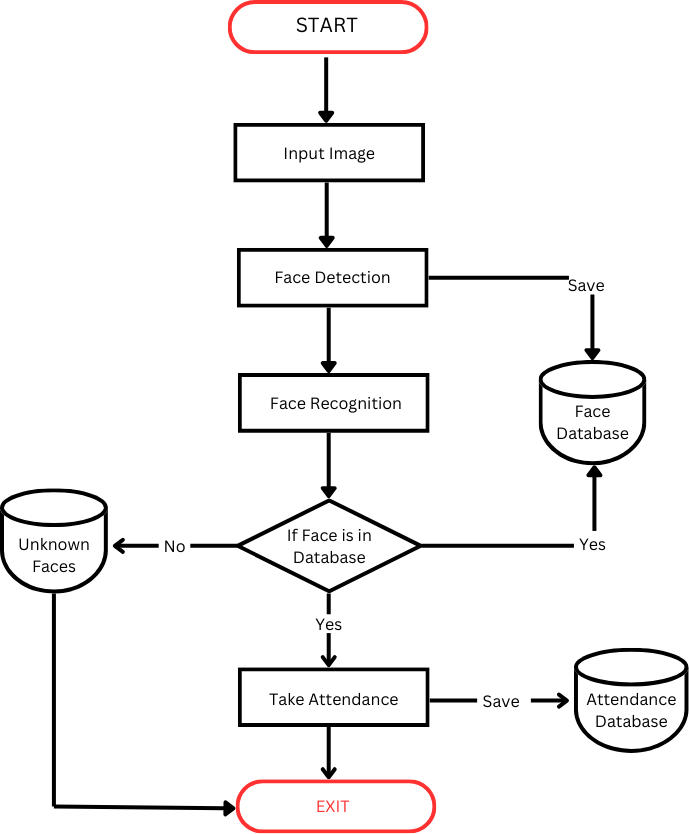 START
Input Image
Face Detection
Save
Face Recognition
Face
Database
If Face is in
Database
Unknown
Faces
No
Yes
Yes
Take Attendance
Save
Attendance
Database
EXIT